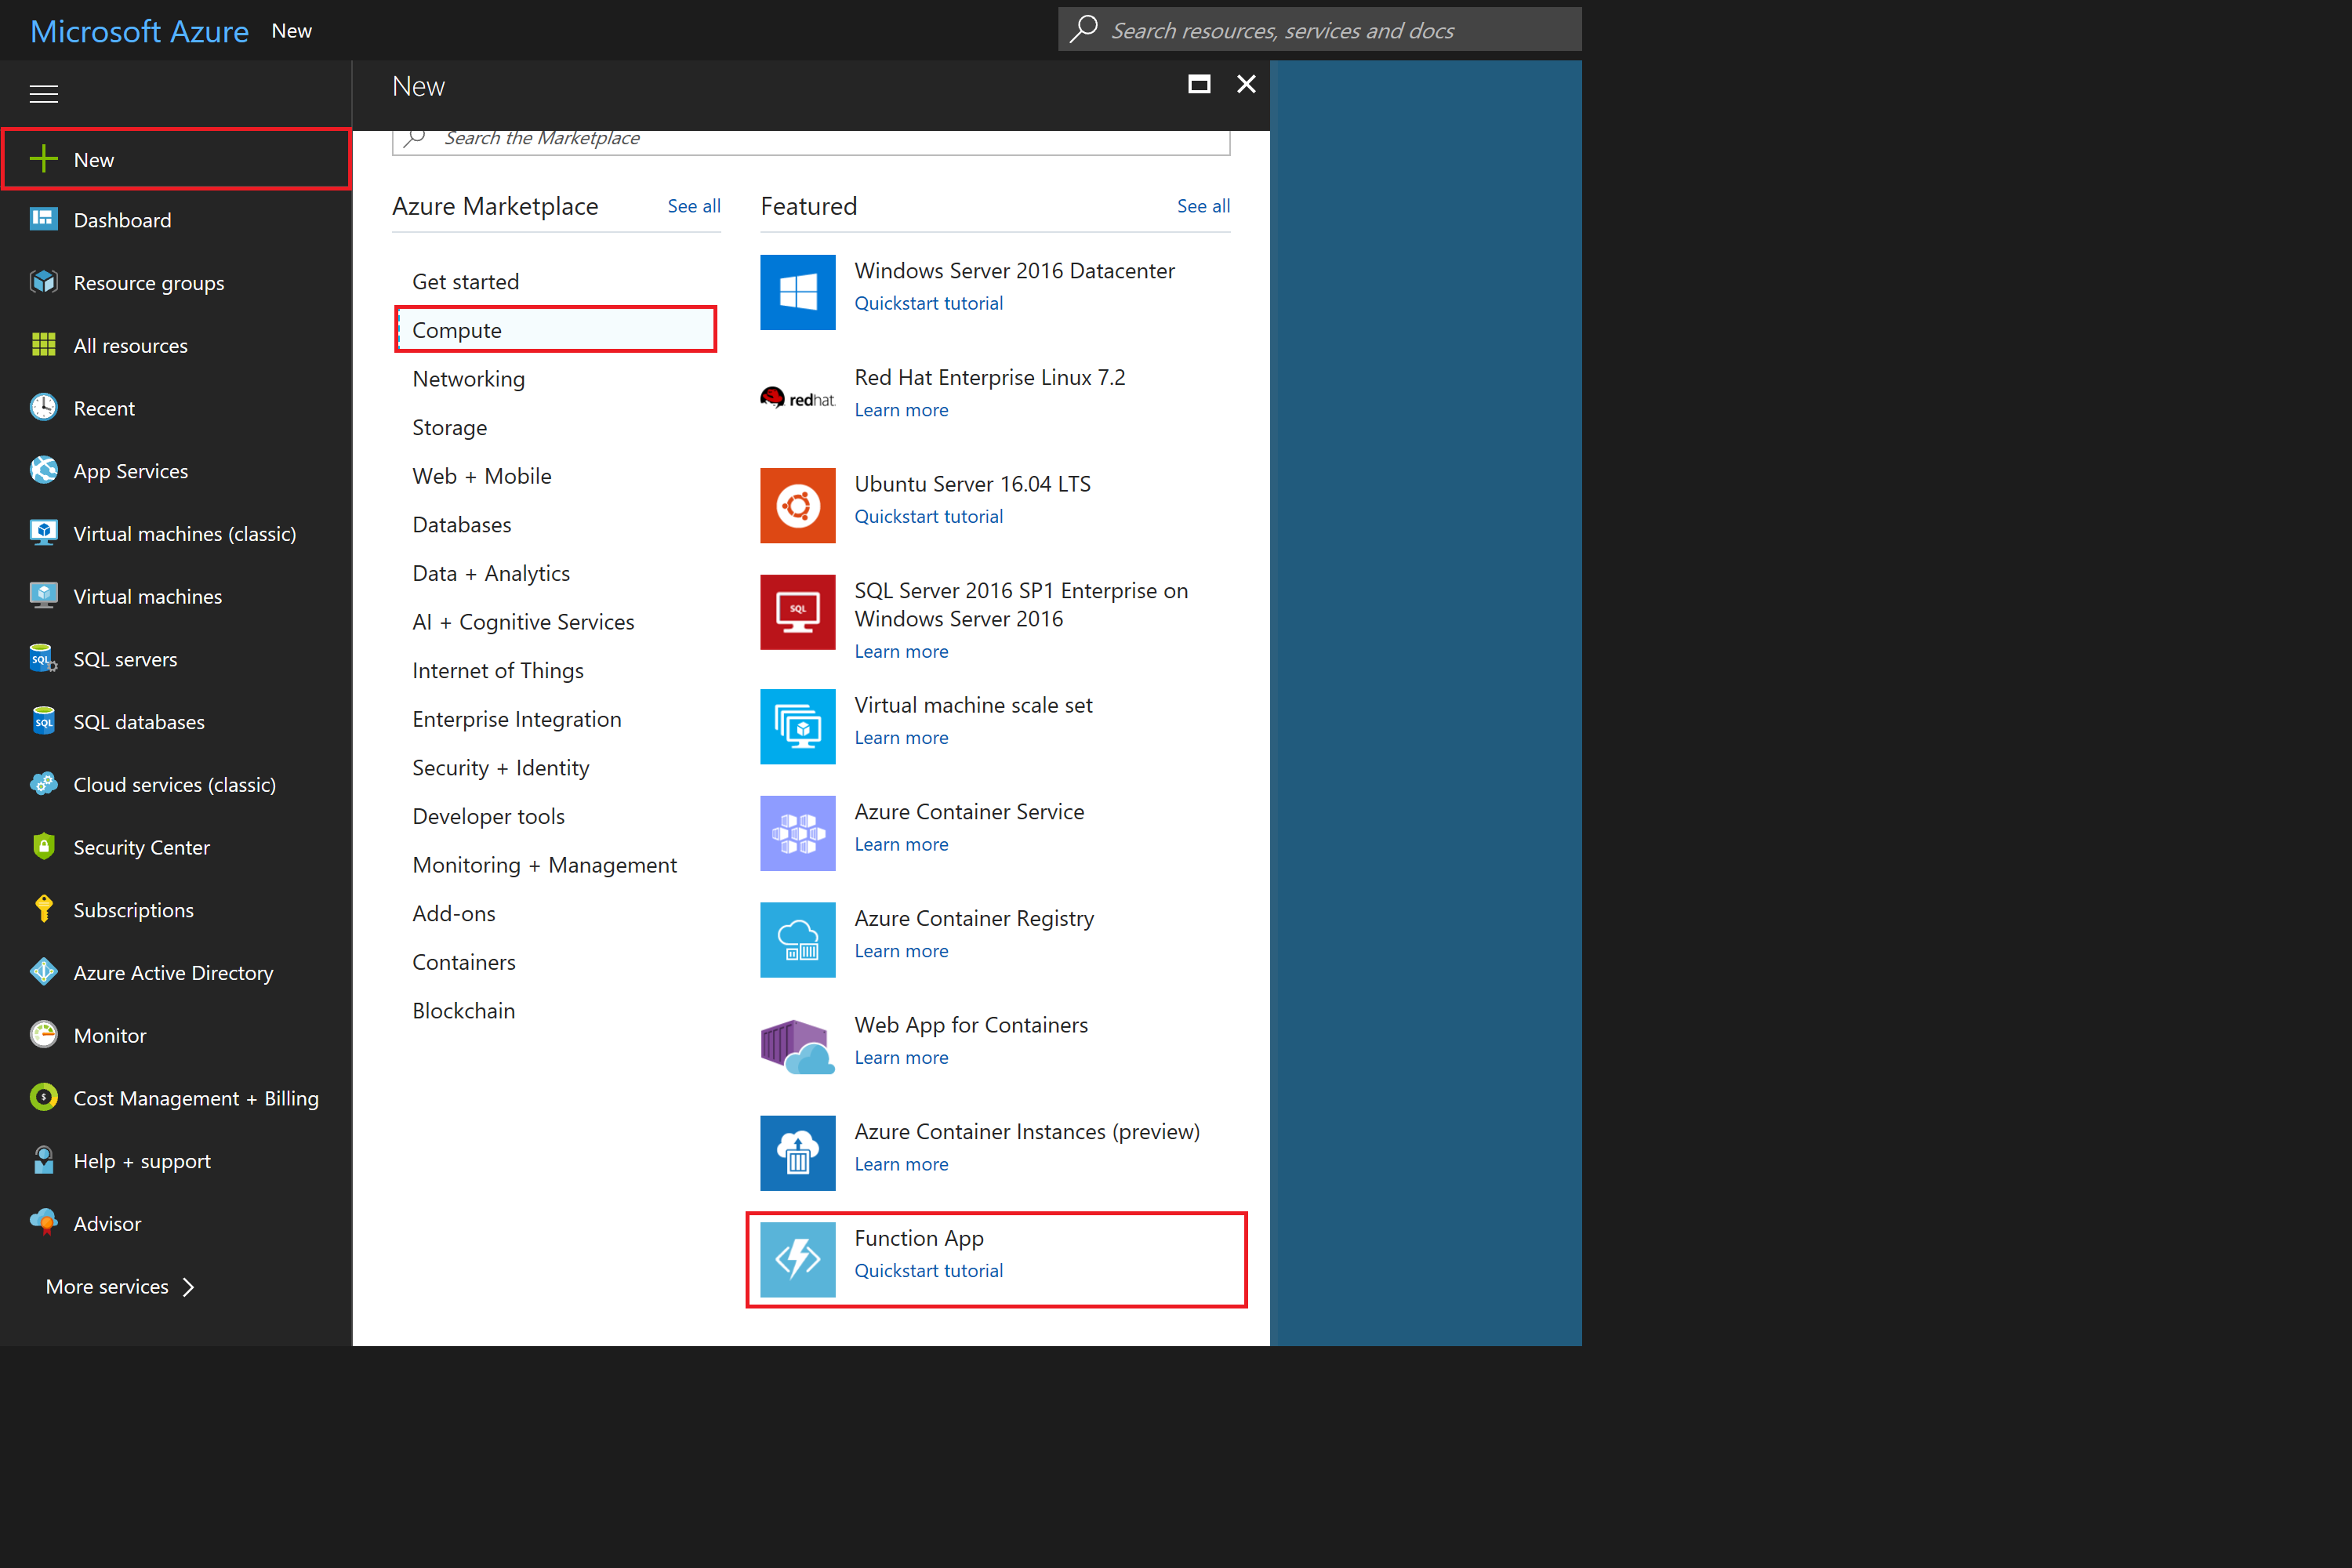 Microsoft Azure New
Search resources, services and docs
New
Search the Marketplace
New
Dashboard
Resource groups
All resources
Recent
App Services
Virtual machines (classic)
Virtual machines
SQL
SQL servers
SQL
SQL databases
Cloud services (classic)
Security Center
Subscriptions
Azure Active Directory
Monitor
$
Cost Management + Billing
Help + support
Advisor
More services
Azure Marketplace See all
Get started
Compute
Networking
Storage
Web + Mobile
Databases
Data + Analytics
AI + Cognitive Services
Internet of Things
Enterprise Integration
Security + Identity
Developer tools
Monitoring + Management
Add-ons
Containers
Blockchain
Featured See all
Windows Server 2016 Datacenter
Quickstart tutorial
redhat.
Red Hat Enterprise Linux 7.2
Learn more
Ubuntu Server 16.04 LTS
Quickstart tutorial
SQL
SQL Server 2016 SP1 Enterprise on
Windows Server 2016
Learn more
Virtual machine scale set
Learn more
Azure Container Service
Learn more
Azure Container Registry
Learn more
Web App for Containers
Learn more
Azure Container Instances (preview)
Learn more
Function App
Quickstart tutorial